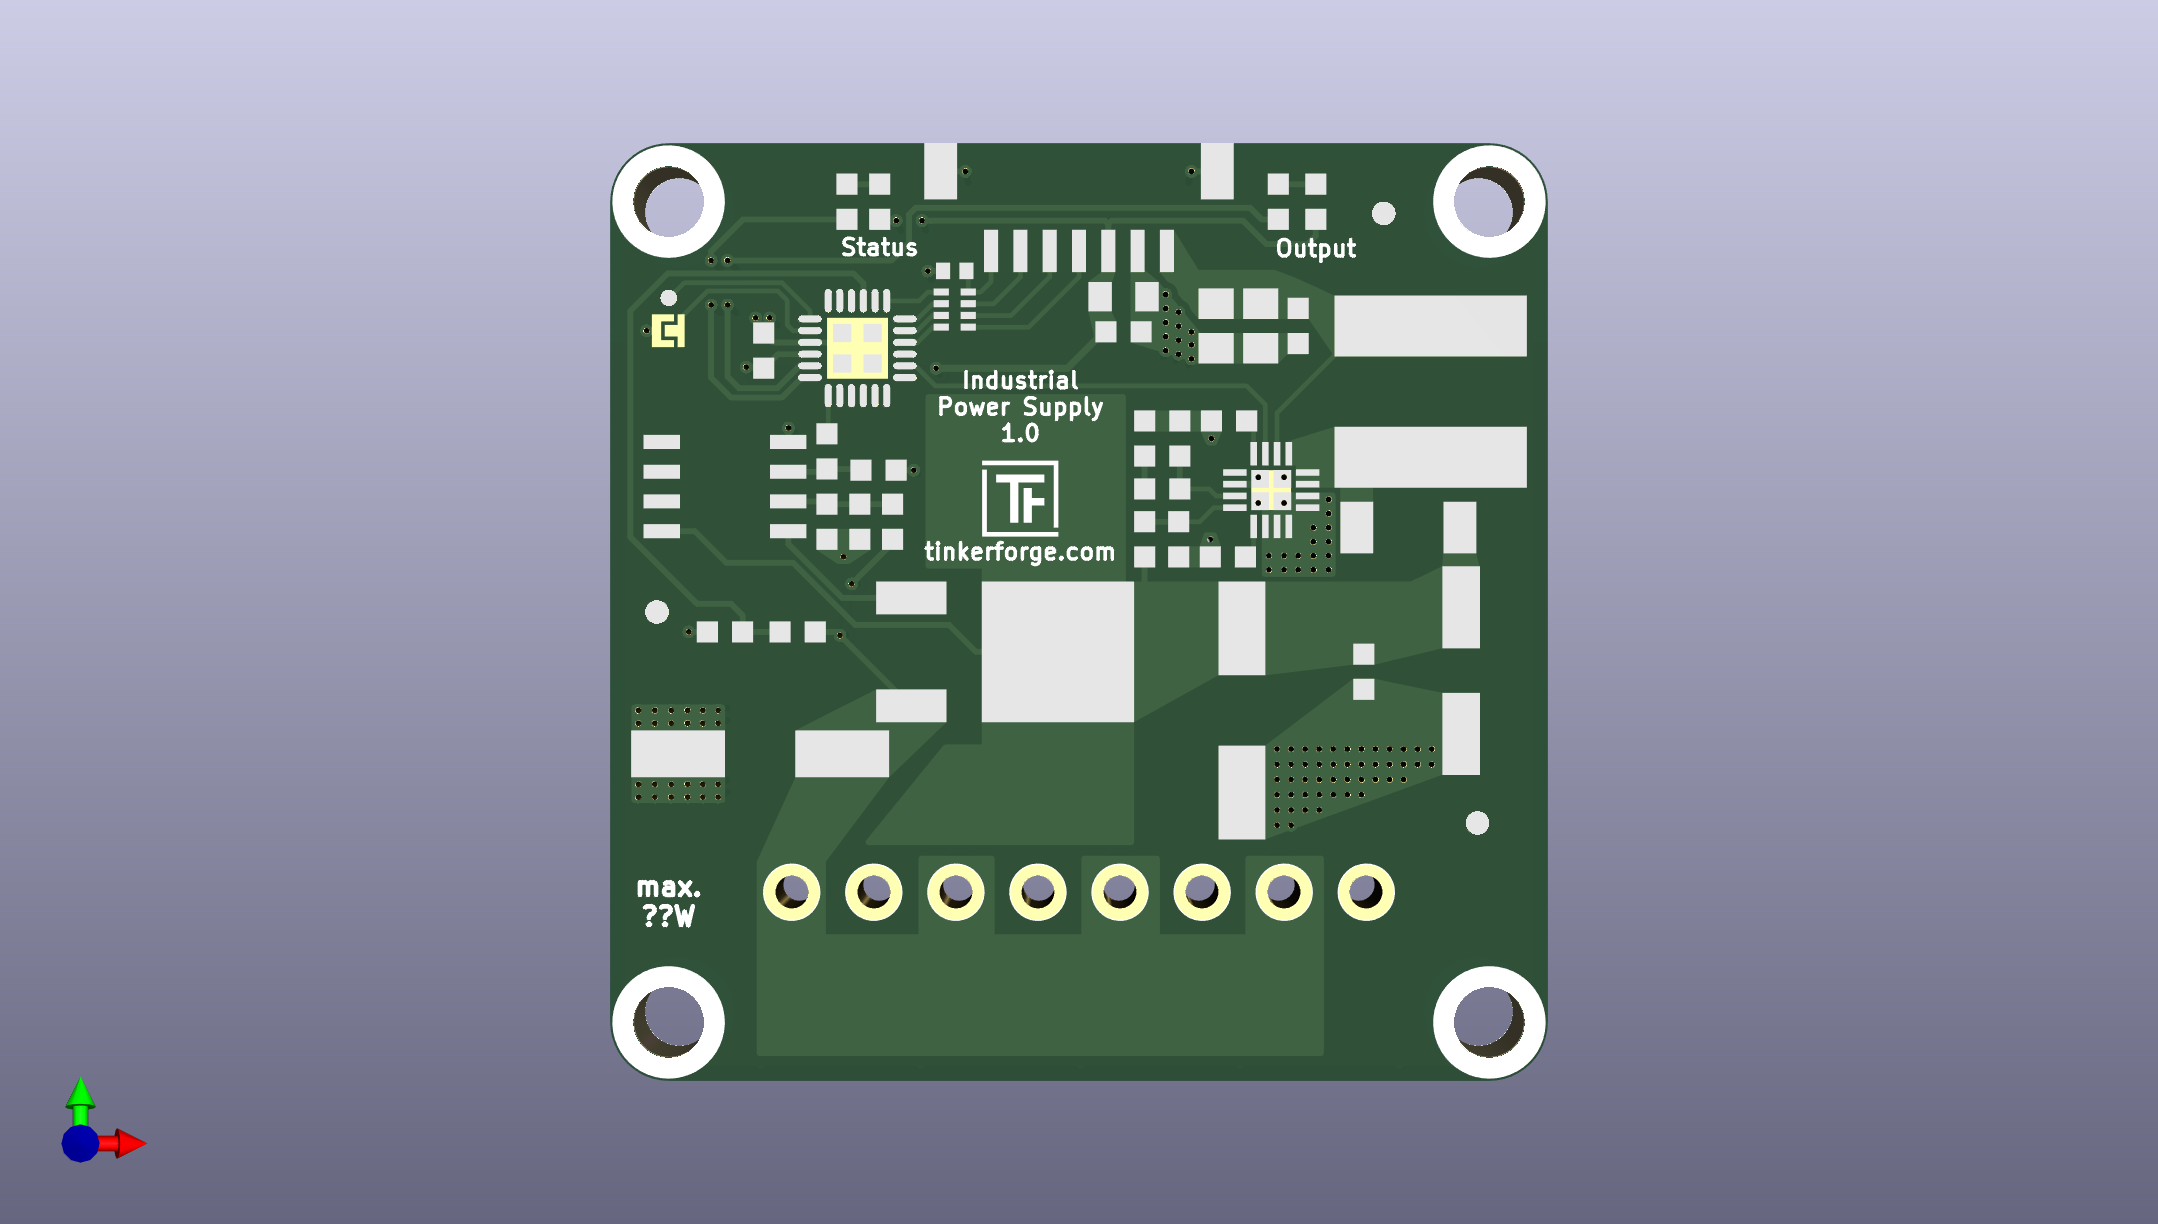 Status
Output
Industrial
Power Supply
1.0
TF
tinkerforge.com
max.
??W